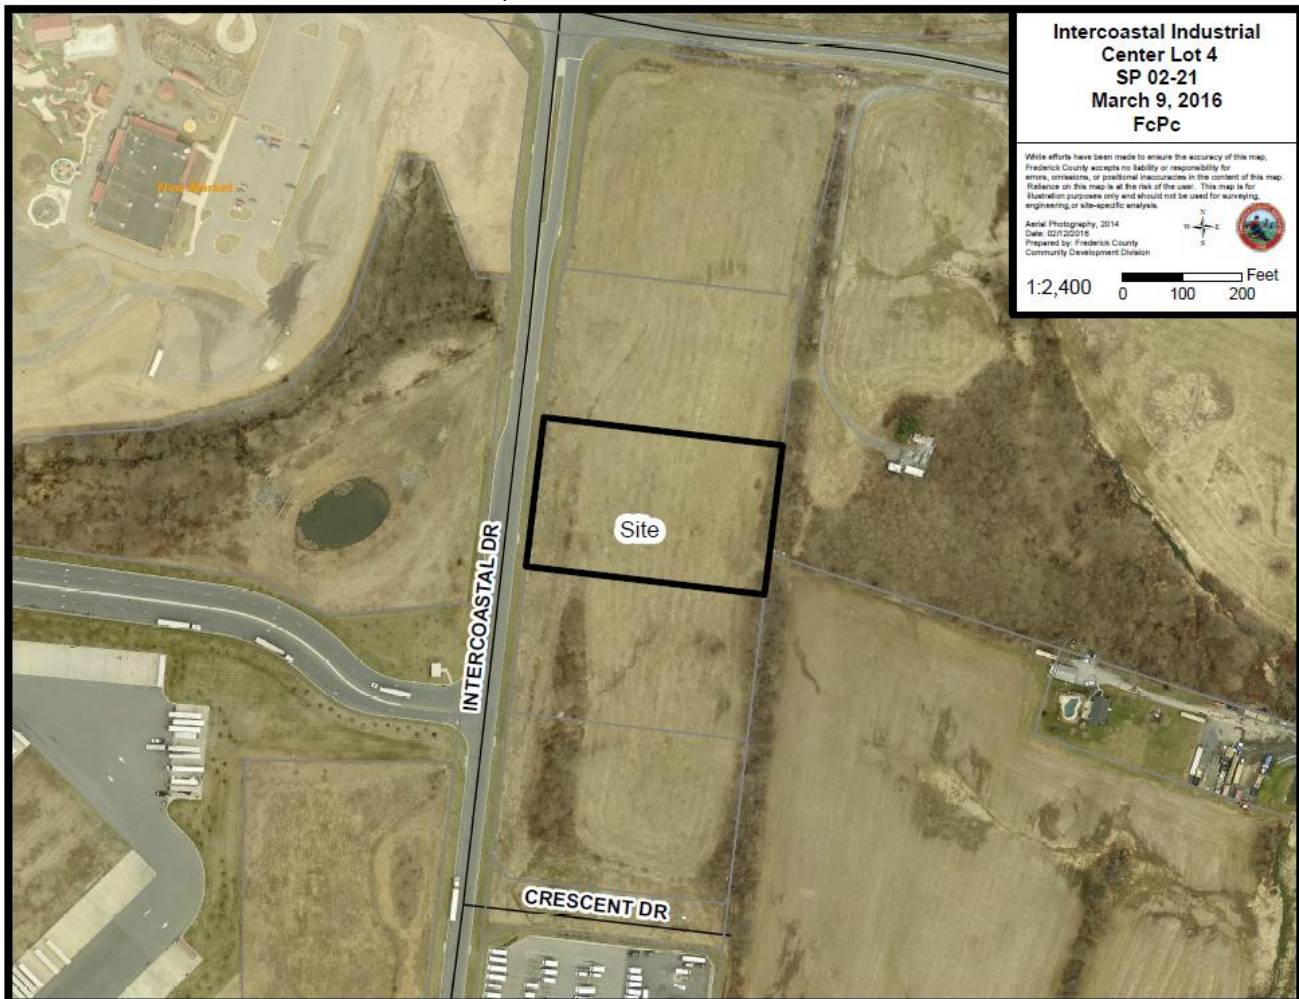 Intercoastal Industrial
Center Lot 4
SP 02-21
March 9, 2016
FcPc
While efforts have been made to ensure the accuracy of this map,
Frederick County accepts no liability or responsibility for
errors, omissions, or positional inaccuracies in the content of this map.
Reliance on this map is at the risk of the user. This map is for
illustration purposes only and should not be used for surveying,
engineering, or site-specific analysis.
Aerial Photography, 2014
Date: 02/12/2016
Prepared by: Frederick County
Community Development Division
N
W E
S
1:2,400
Feet
0 100 200
Market
Site
INTERCOASTAL DR
CRESCENT DR